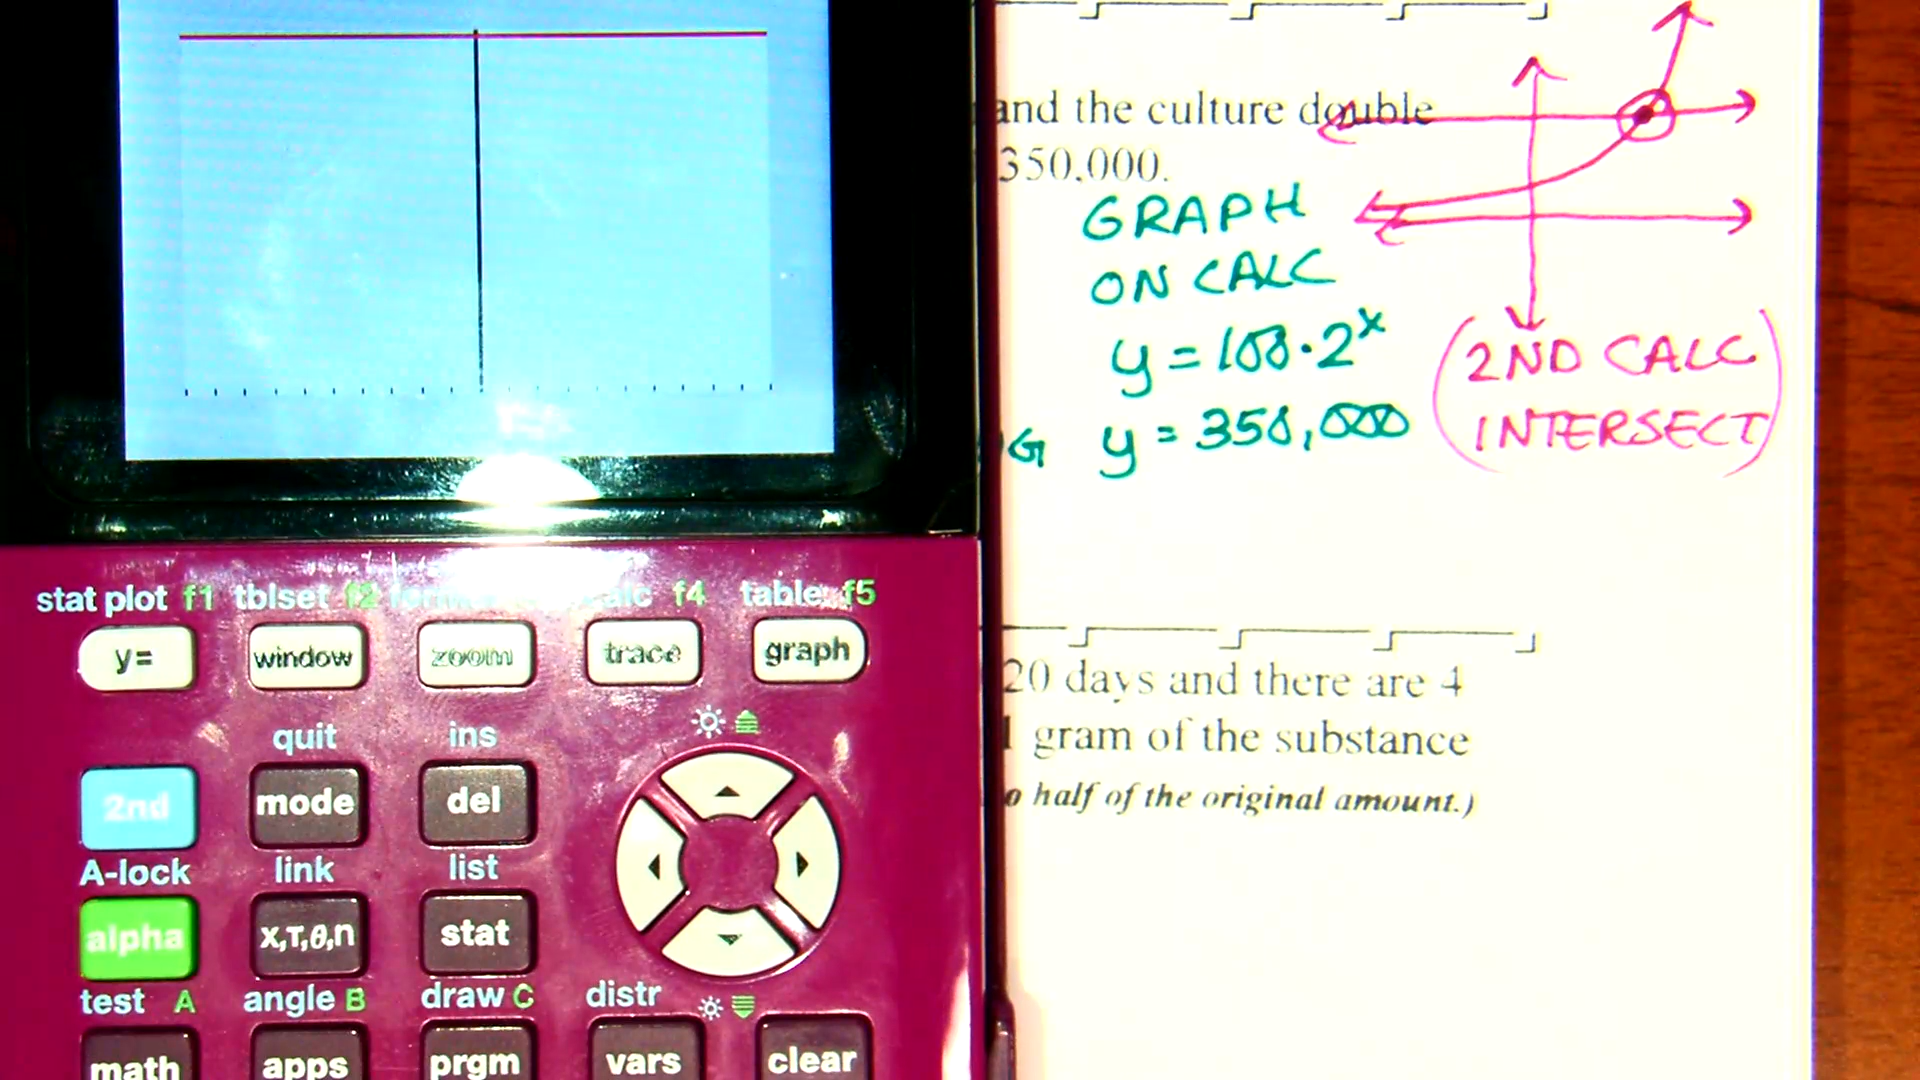 and the culture double
350,000.
GRAPH
ON CALC
y = 100·2ˣ
G y = 350,000
(2ND CALC
INTERSECT)
20 days and there are 4
1 gram of the substance
o half of the original amount.)
stat plot f1 tblset f2 calc f4 table f5
y= window zoom trace graph
quit ins
2nd mode del
A-lock link list
alpha X,T,θ,n stat
test A angle B draw C distr
math apps prgm vars clear